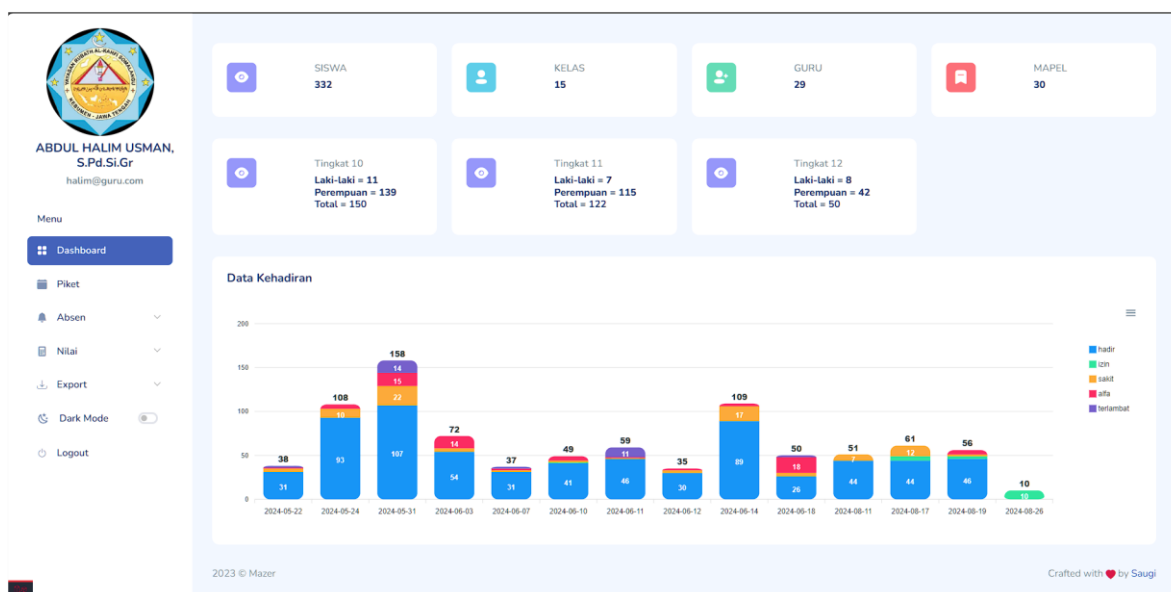 ABDUL HALIM USMAN,
S.Pd.Si.Gr
halim@guru.com
Menu
Dashboard
Piket
Absen
Nilai
Export
Dark Mode
Logout
SISWA
332
KELAS
15
GURU
29
MAPEL
30
Tingkat 10
Laki-laki = 11
Perempuan = 139
Total = 150
Tingkat 11
Laki-laki = 7
Perempuan = 115
Total = 122
Tingkat 12
Laki-laki = 8
Perempuan = 42
Total = 50
Data Kehadiran
200
150
100
50
0
38
31
108
10
93
158
14
15
22
107
72
14
54
37
31
49
41
59
11
46
35
30
109
17
89
50
18
26
51
7
44
61
12
44
56
46
10
10
2024-05-22 2024-05-24 2024-05-31 2024-06-03 2024-06-07 2024-06-10 2024-06-11 2024-06-12 2024-06-14 2024-06-18 2024-08-11 2024-08-17 2024-08-19 2024-08-26
hadir
izin
sakit
alfa
terlambat
2023 © Mazer
Crafted with by Saugi